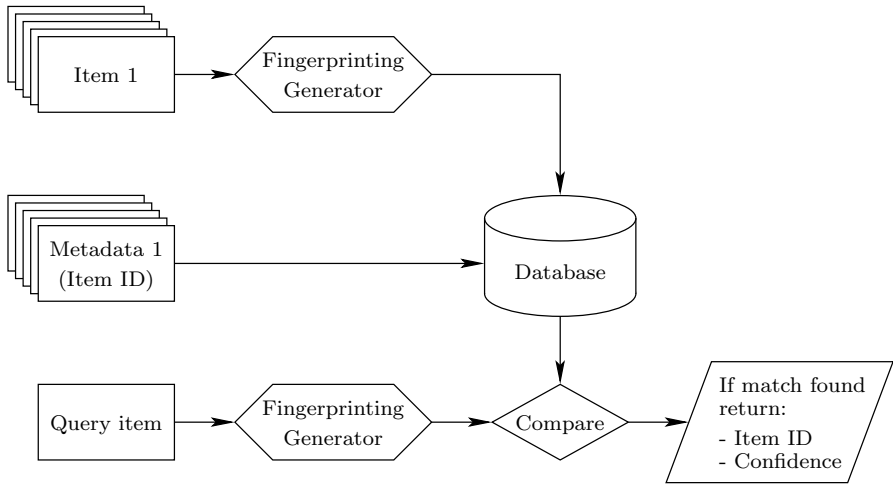 Item 1
Fingerprinting
Generator
Metadada 1
(Item ID)
Database
Query item
Fingerprinting
Generator
Compare
If match found
return:
- Item ID
- Confidence